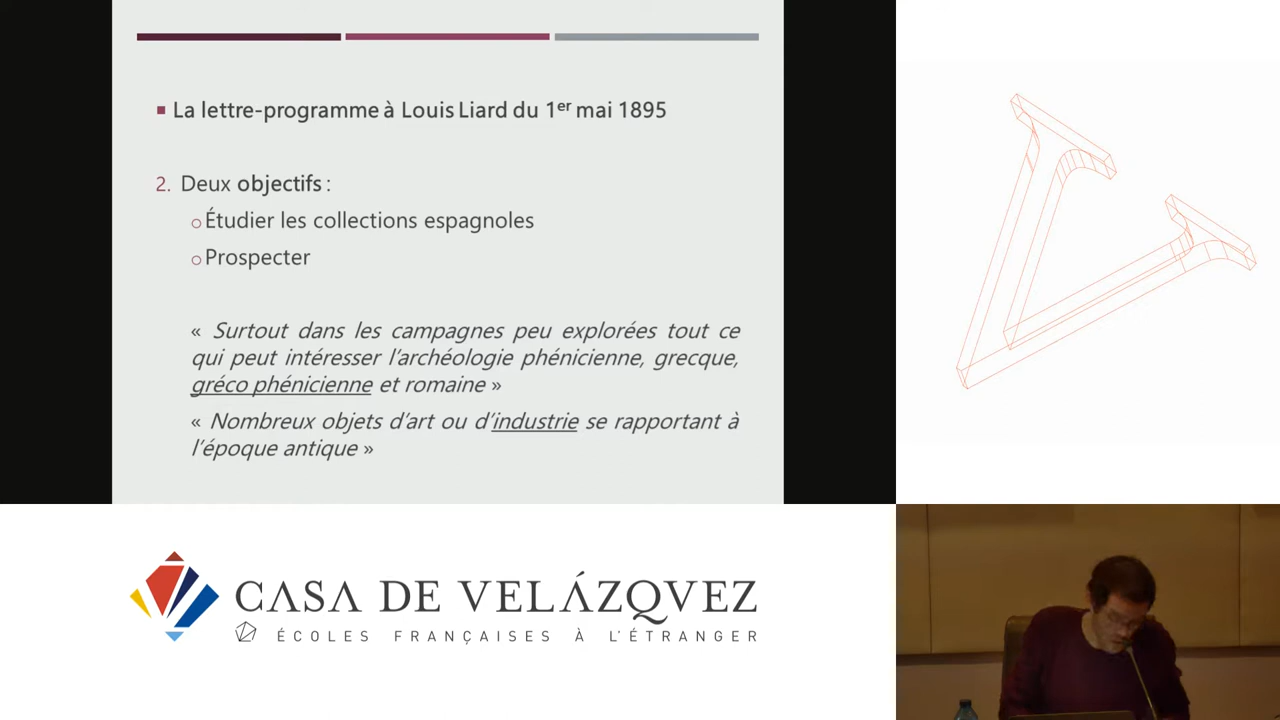 La lettre-programme à Louis Liard du 1er mai 1895
2. Deux objectifs :
Étudier les collections espagnoles
Prospecter
« Surtout dans les campagnes peu explorées tout ce
qui peut intéresser l'archéologie phénicienne, grecque,
gréco phénicienne et romaine »
« Nombreux objets d'art ou d'industrie se rapportant à
l'époque antique »
CASA DE VELÁZQVEZ
ÉCOLES FRANÇAISES À L'ÉTRANGER